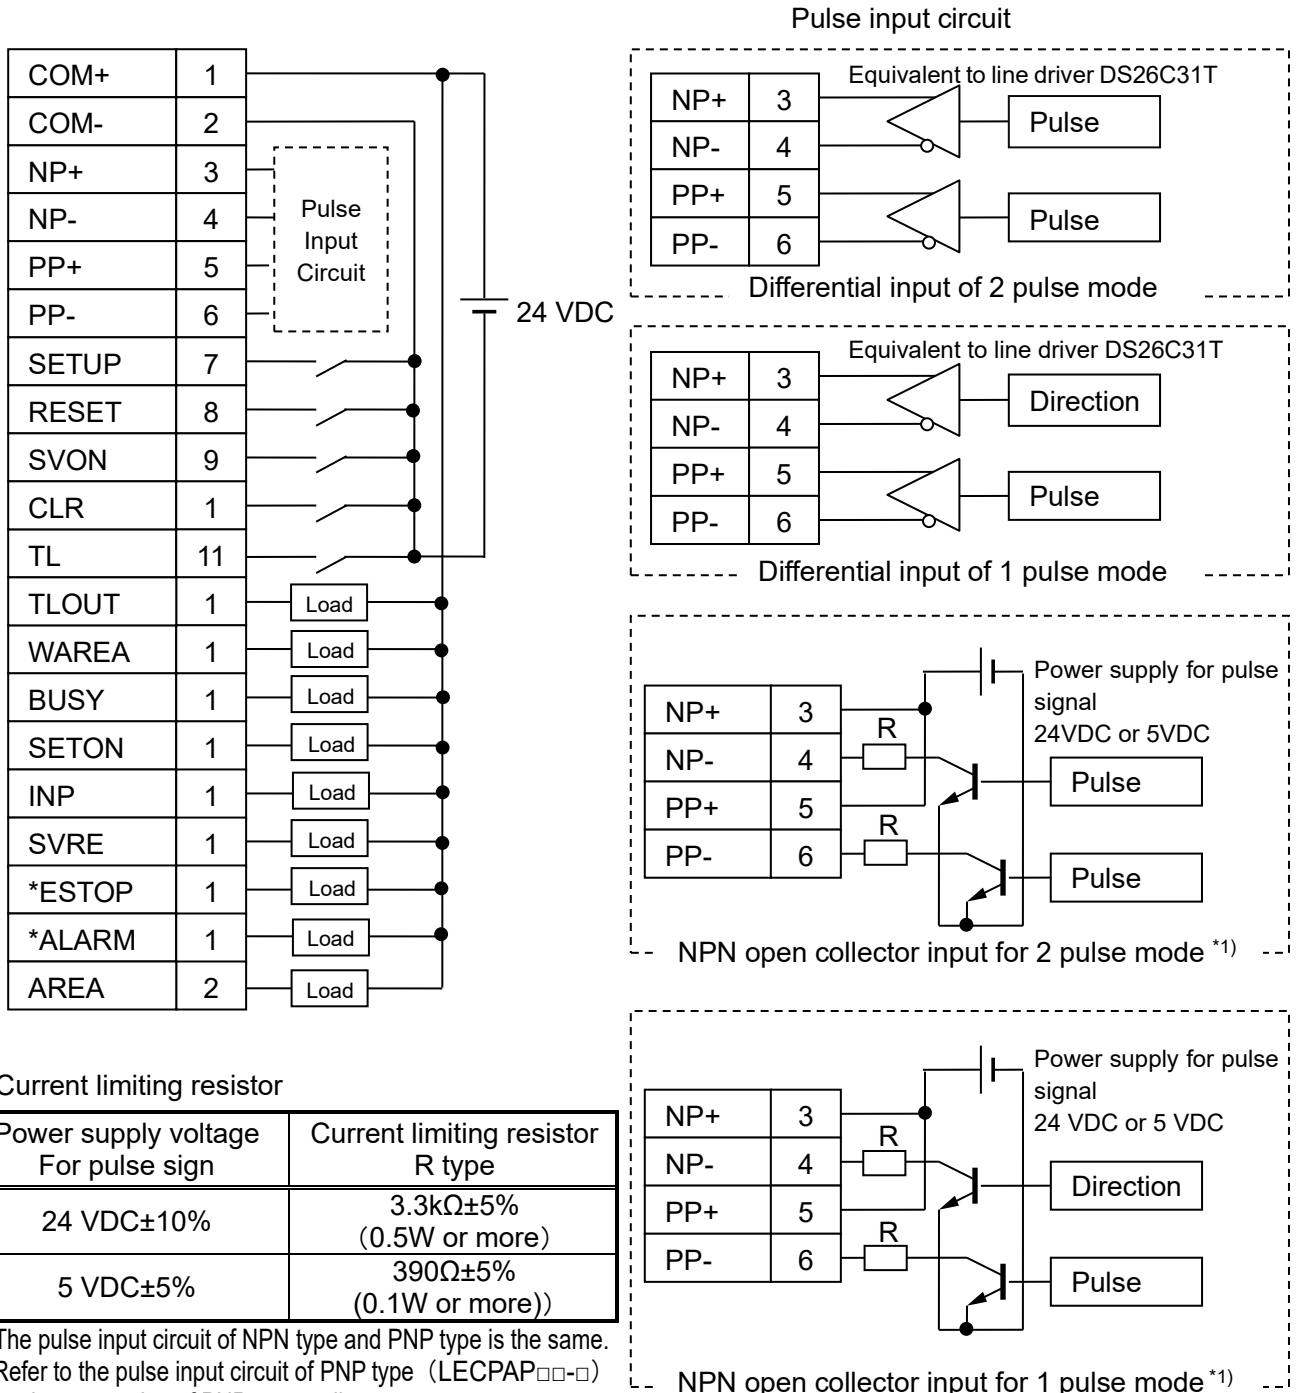 Pulse input circuit
COM+ 1
COM- 2
NP+ 3
NP- 4
PP+ 5
PP- 6
SETUP 7
RESET 8
SVON 9
CLR 1
TL 11
TLOUT 1
WAREA 1
BUSY 1
SETON 1
INP 1
SVRE 1
*ESTOP 1
*ALARM 1
AREA 2
Pulse
Input
Circuit
24 VDC
Load
Load
Load
Load
Load
Load
Load
Load
Load
Equivalent to line driver DS26C31T
NP+ 3
NP- 4
PP+ 5
PP- 6
Pulse
Pulse
Differential input of 2 pulse mode
Equivalent to line driver DS26C31T
NP+ 3
NP- 4
PP+ 5
PP- 6
Direction
Pulse
Differential input of 1 pulse mode
Power supply for pulse
signal
24VDC or 5VDC
NP+ 3
NP- 4
PP+ 5
PP- 6
R
R
Pulse
Pulse
NPN open collector input for 2 pulse mode *1)
Power supply for pulse
signal
24 VDC or 5 VDC
NP+ 3
NP- 4
PP+ 5
PP- 6
R
R
Direction
Pulse
NPN open collector input for 1 pulse mode *1)
Current limiting resistor
Power supply voltage
For pulse sign
Current limiting resistor
R type
24 VDC±10%
3.3kΩ±5%
（0.5W or more）
5 VDC±5%
390Ω±5%
(0.1W or more)）
The pulse input circuit of NPN type and PNP type is the same.
Refer to the pulse input circuit of PNP type（LECPAP□□-□）